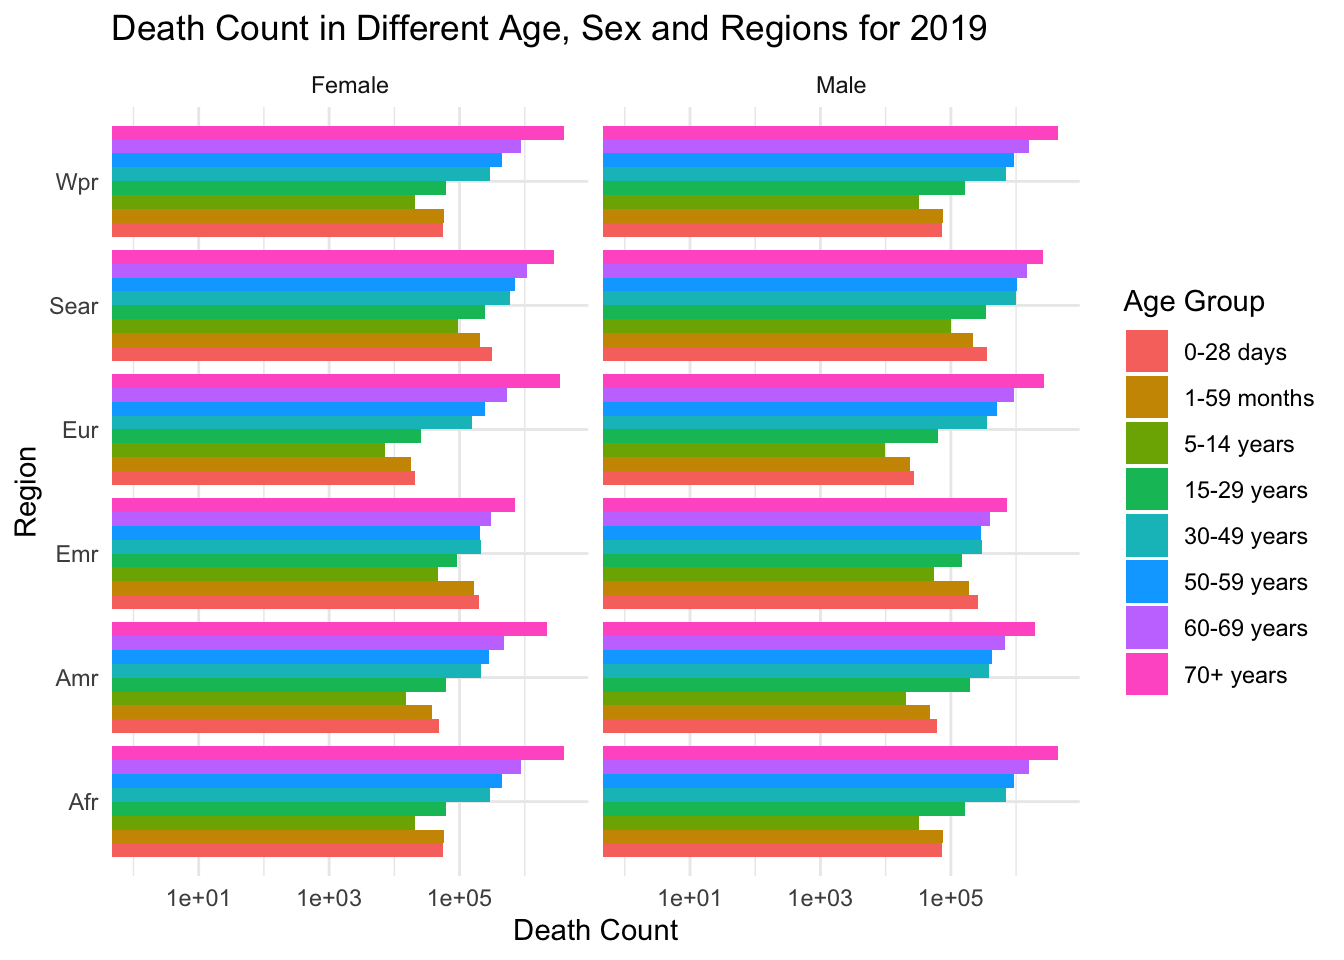 Death Count in Different Age, Sex and Regions for 2019
Female
Male
Wpr
Sear
Eur
Emr
Amr
Afr
Region
1e+01
1e+03
1e+05
1e+01
1e+03
1e+05
Death Count
Age Group
0-28 days
1-59 months
5-14 years
15-29 years
30-49 years
50-59 years
60-69 years
70+ years